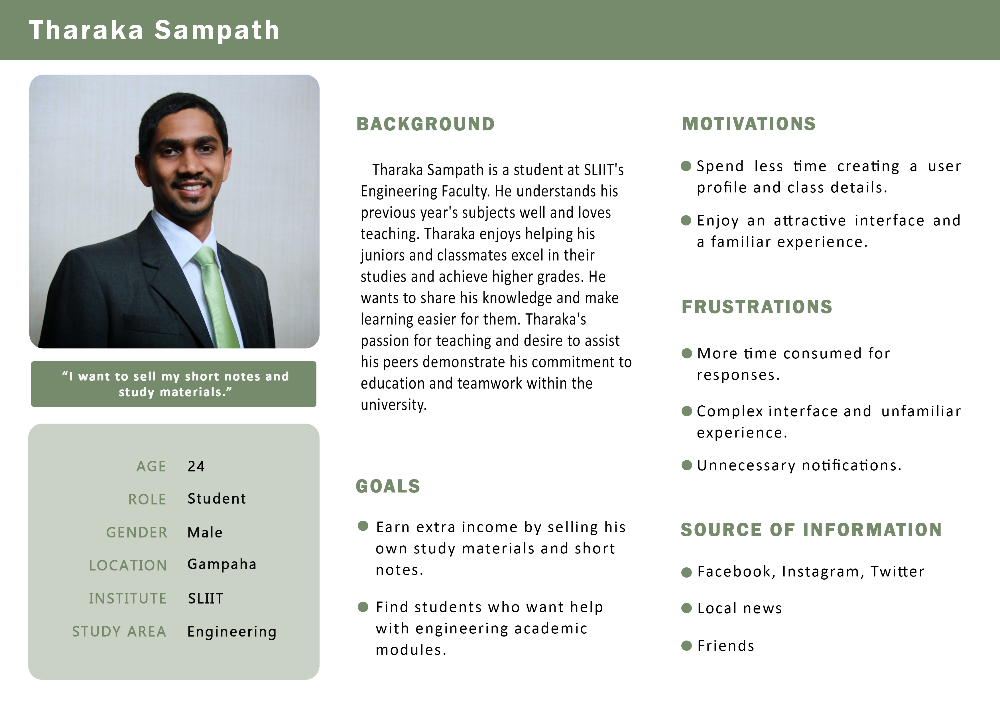 Tharaka Sampath
“I want to sell my short notes and
study materials.”
AGE 24
ROLE Student
GENDER Male
LOCATION Gampaha
INSTITUTE SLIIT
STUDY AREA Engineering
BACKGROUND
Tharaka Sampath is a student at SLIIT's
Engineering Faculty. He understands his
previous year's subjects well and loves
teaching. Tharaka enjoys helping his
juniors and classmates excel in their
studies and achieve higher grades. He
wants to share his knowledge and make
learning easier for them. Tharaka's
passion for teaching and desire to assist
his peers demonstrate his commitment to
education and teamwork within the
university.
GOALS
Earn extra income by selling his
own study materials and short
notes.
Find students who want help
with engineering academic
modules.
MOTIVATIONS
Spend less time creating a user
profile and class details.
Enjoy an attractive interface and
a familiar experience.
FRUSTRATIONS
More time consumed for
responses.
Complex interface and unfamiliar
experience.
Unnecessary notifications.
SOURCE OF INFORMATION
Facebook, Instagram, Twitter
Local news
Friends